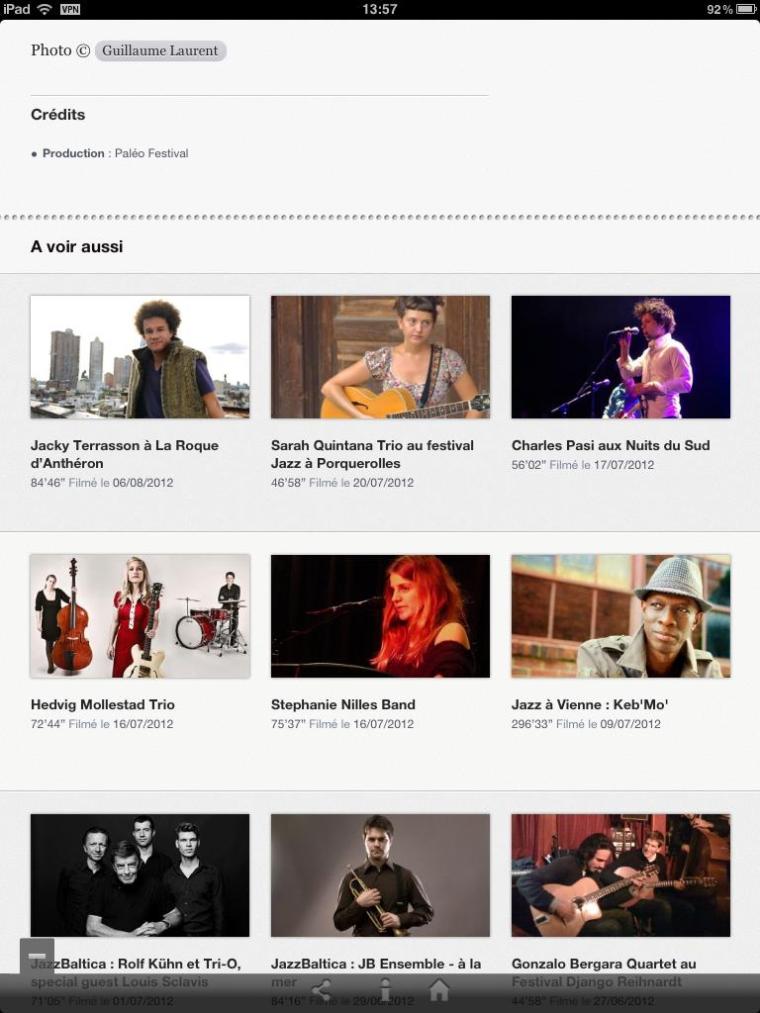 iPad VPN 13:57 92%
Photo © Guillaume Laurent
Crédits
• Production : Paléo Festival
A voir aussi
Jacky Terrasson à La Roque
d'Anthéron
84'46" Filmé le 06/08/2012
Sarah Quintana Trio au festival
Jazz à Porquerolles
46'58" Filmé le 20/07/2012
Charles Pasi aux Nuits du Sud
56'02" Filmé le 17/07/2012
Hedvig Mollestad Trio
72'44" Filmé le 16/07/2012
Stephanie Nilles Band
75'37" Filmé le 16/07/2012
Jazz à Vienne : Keb'Mo'
296'33" Filmé le 09/07/2012
JazzBaltica : Rolf Kühn et Tri-O,
special guest Louis Sclavis
71'05" Filmé le 01/07/2012
JazzBaltica : JB Ensemble - à la
mer
84'16" Filmé le 29/06/2012
Gonzalo Bergara Quartet au
Festival Django Reihnardt
44'58" Filmé le 27/06/2012